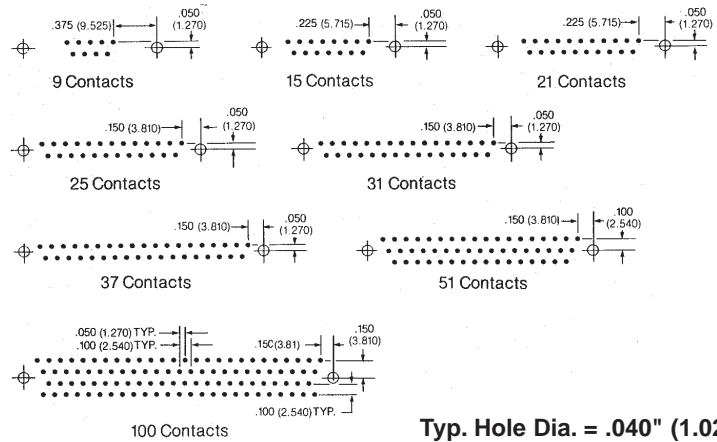 .375 (9.525)
.050
(1.270)
9 Contacts
.225 (5.715)
.050
(1.270)
15 Contacts
.225 (5.715)
.050
(1.270)
21 Contacts
.150 (3.810)
.050
(1.270)
25 Contacts
.150 (3.810)
.050
(1.270)
31 Contacts
.150 (3.810)
.050
(1.270)
37 Contacts
.150 (3.810)
.100
(2.540)
51 Contacts
.050 (1.270) TYP.
.100 (2.540) TYP.
.150 (3.81)
.150
(3.810)
.100 (2.540) TYP.
100 Contacts
Typ. Hole Dia. = .040" (1.02